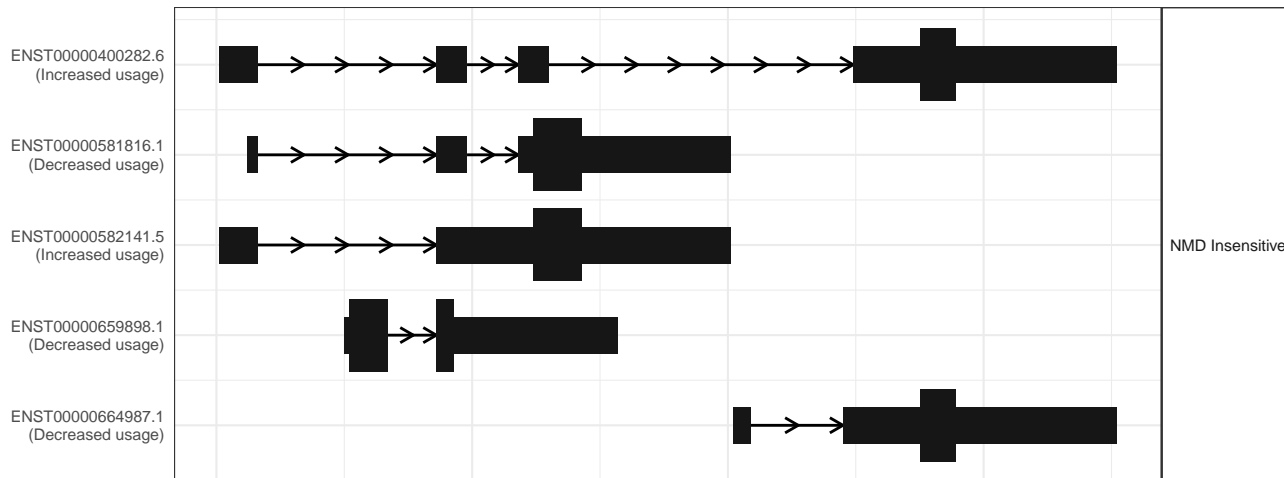 ENST00000400282.6
(Increased usage)
ENST00000581816.1
(Decreased usage)
ENST00000582141.5
(Increased usage)
NMD Insensitive
ENST00000659898.1
(Decreased usage)
ENST00000664987.1
(Decreased usage)